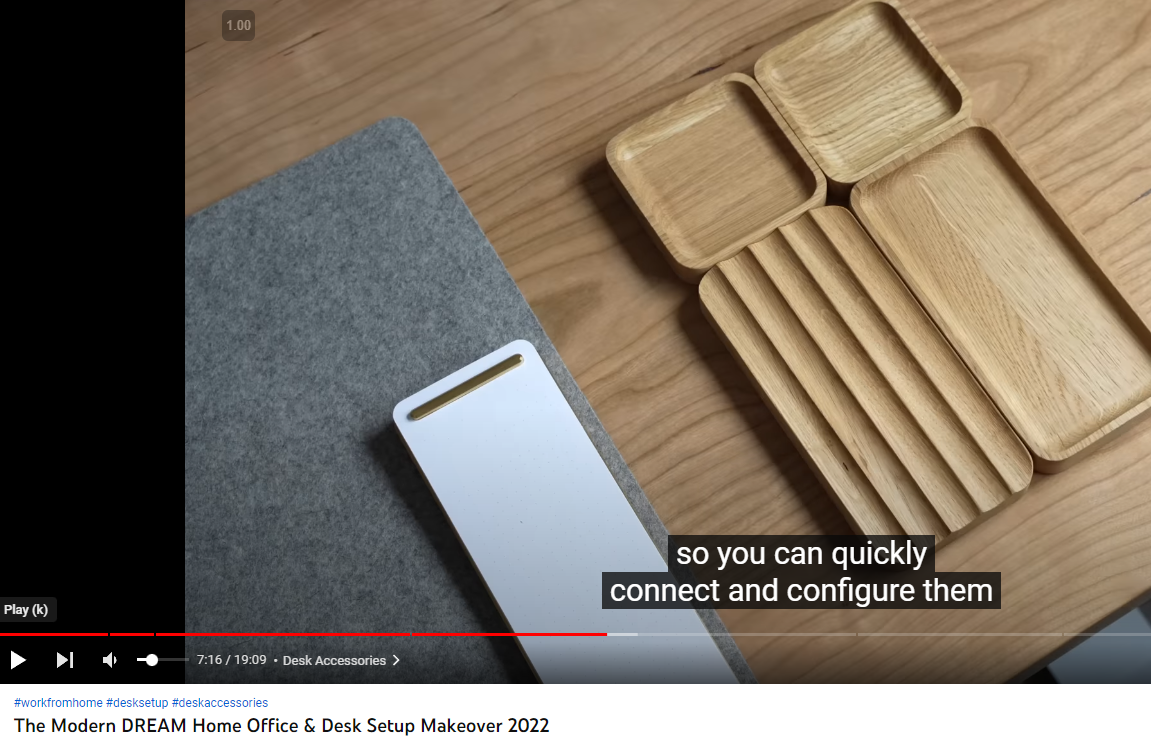 1.00
so you can quickly
connect and configure them
Play (k)
7:16 / 19:09 • Desk Accessories
#workfromhome #desksetup #deskaccessories
The Modern DREAM Home Office & Desk Setup Makeover 2022